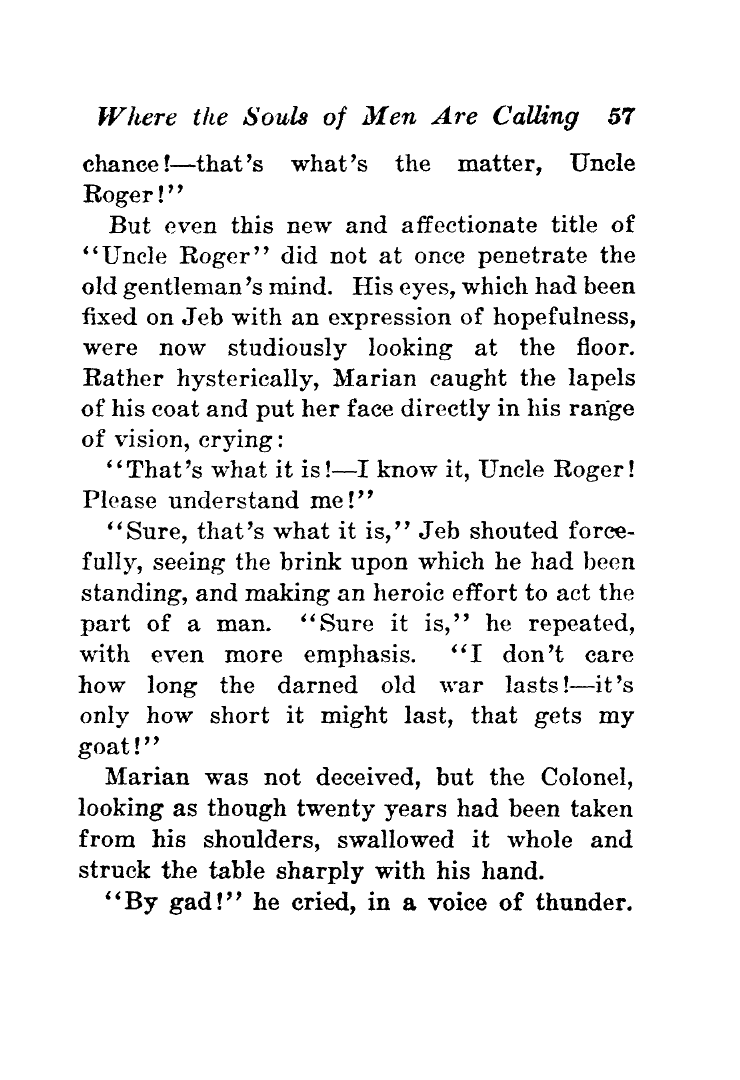 Where the Souls of Men Are Calling 57
chance!—that's what's the matter, Uncle
Roger!"
But even this new and affectionate title of
"Uncle Roger" did not at once penetrate the
old gentleman's mind. His eyes, which had been
fixed on Jeb with an expression of hopefulness,
were now studiously looking at the floor.
Rather hysterically, Marian caught the lapels
of his coat and put her face directly in his range
of vision, crying:
"That's what it is!—I know it, Uncle Roger!
Please understand me!"
"Sure, that's what it is," Jeb shouted force-
fully, seeing the brink upon which he had been
standing, and making an heroic effort to act the
part of a man. "Sure it is," he repeated,
with even more emphasis. "I don't care
how long the darned old war lasts!—it's
only how short it might last, that gets my
goat!"
Marian was not deceived, but the Colonel,
looking as though twenty years had been taken
from his shoulders, swallowed it whole and
struck the table sharply with his hand.
"By gad!" he cried, in a voice of thunder.